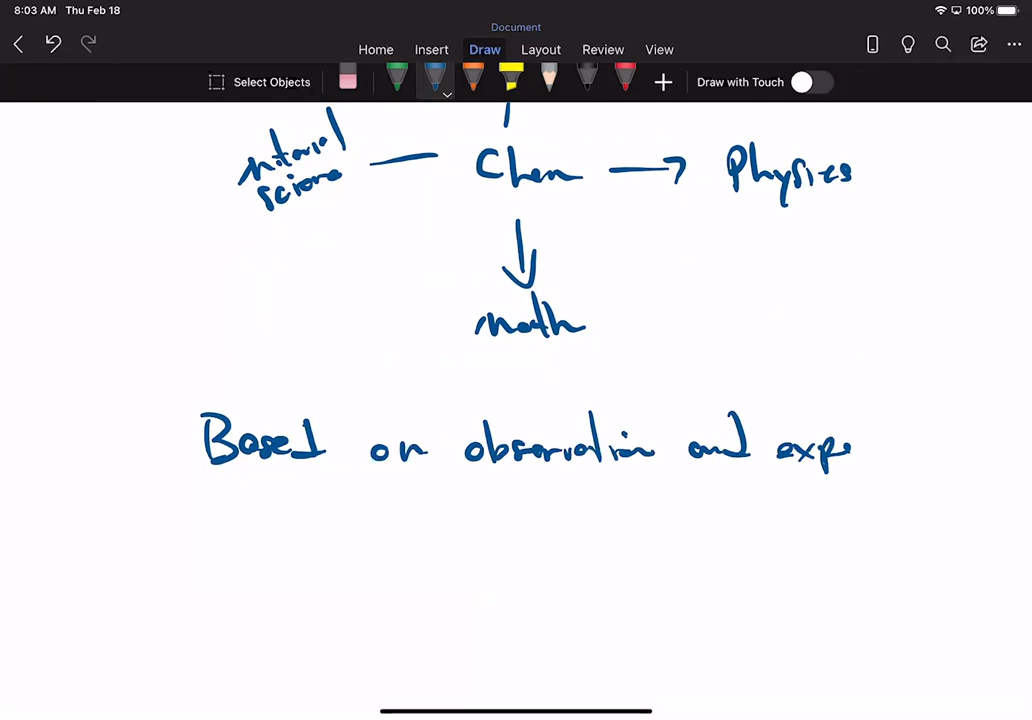 8:03 AM Thu Feb 18
100%
Document
Home Insert Draw Layout Review View
Select Objects
Draw with Touch
natural
science
Chem
Physics
math
Based on observation and expe